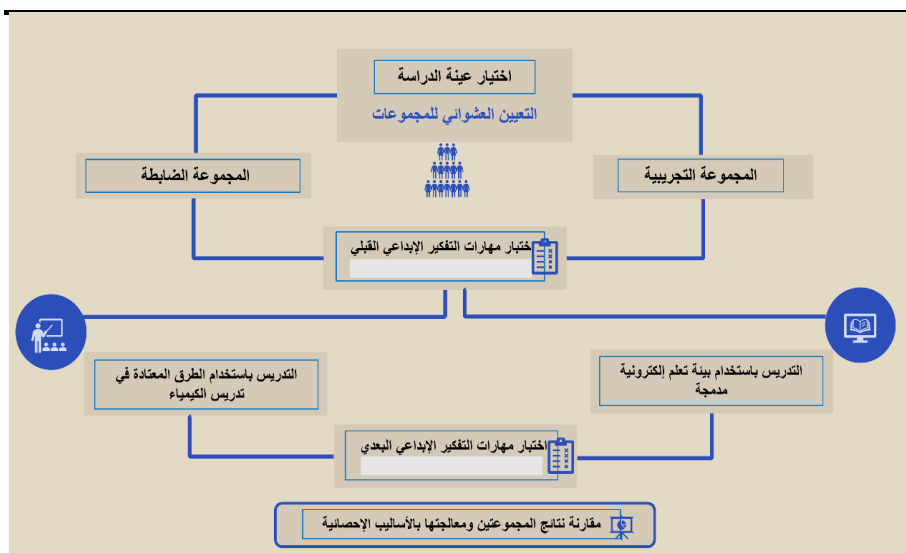 اختيار عينة الدراسة
التعيين العشوائي للمجموعات
المجموعة التجريبية
المجموعة الضابطة
اختبار مهارات التفكير الإبداعي القبلي
التدريس باستخدام بيئة تعلم إلكترونية
مدمجة
التدريس باستخدام الطرق المعتادة في
تدريس الكيمياء
اختبار مهارات التفكير الإبداعي البعدي
مقارنة نتائج المجموعتين ومعالجتها بالأساليب الإحصائية